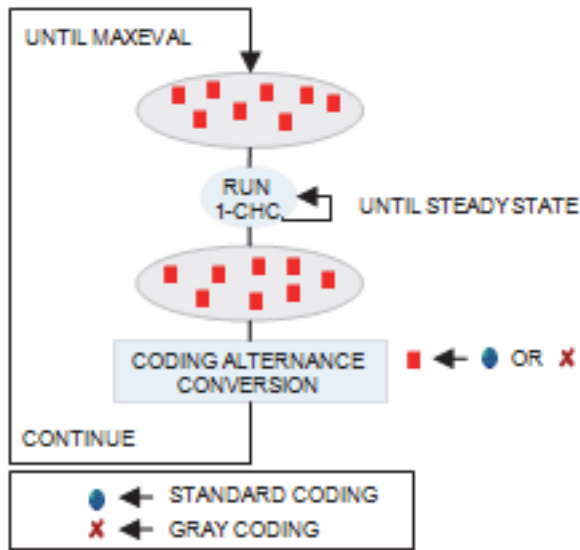 UNTIL MAXEVAL
RUN
1-CHC
UNTIL STEADY STATE
CODING ALTERNANCE
CONVERSION
OR
CONTINUE
STANDARD CODING
GRAY CODING